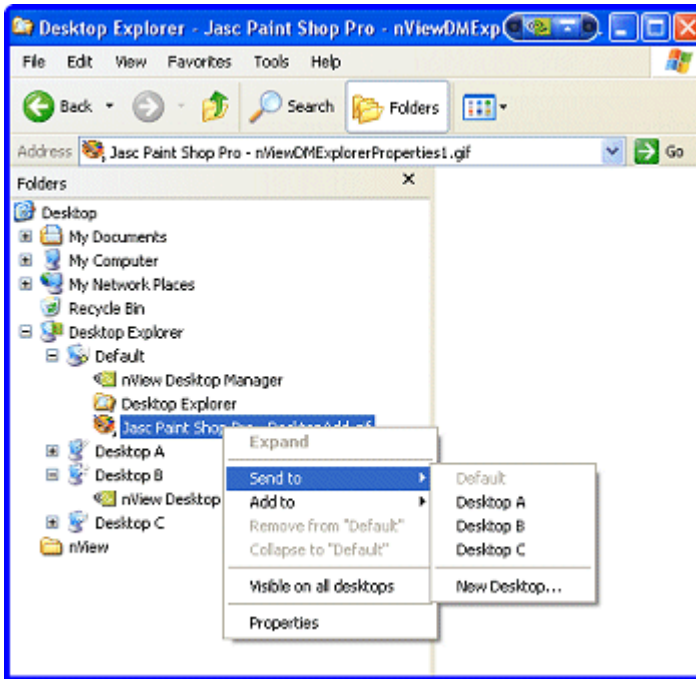 Desktop Explorer - Jasc Paint Shop Pro - nViewDMExp
File Edit View Favorites Tools Help
Back Search Folders
Address Jasc Paint Shop Pro - nViewDMExplorerProperties1.gif Go
Folders
Desktop
My Documents
My Computer
My Network Places
Recycle Bin
Desktop Explorer
Default
nView Desktop Manager
Desktop Explorer
Jasc Paint Shop Pro - DesktopAdd.gif
Desktop A
Desktop B
nView Desktop
Desktop C
nView
Expand
Send to
Add to
Remove from "Default"
Collapse to "Default"
Visible on all desktops
Properties
Default
Desktop A
Desktop B
Desktop C
New Desktop...